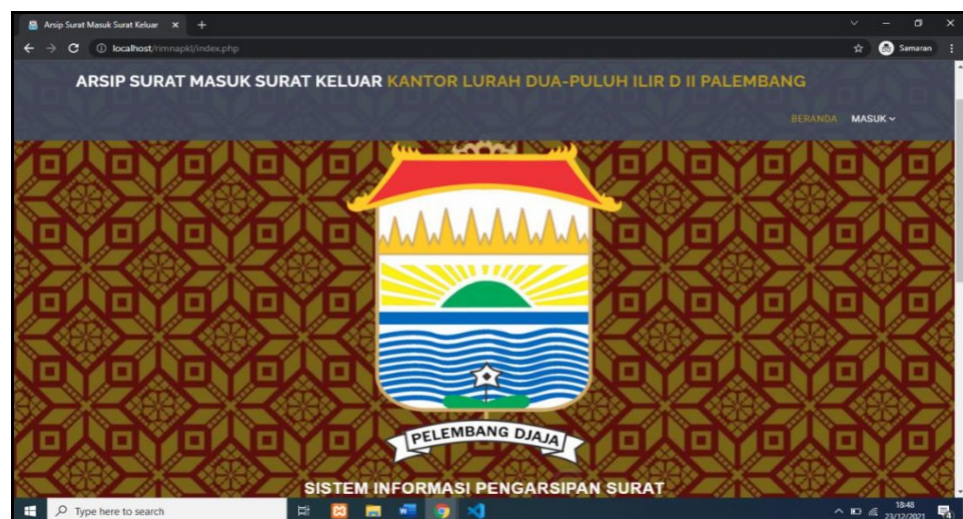 Arsip Surat Masuk Surat Keluar
localhost/rimnapkl/index.php
Samaran
ARSIP SURAT MASUK SURAT KELUAR KANTOR LURAH DUA-PULUH ILIR D II PALEMBANG
BERANDA MASUK
PELEMBANG DJAJA
SISTEM INFORMASI PENGARSIPAN SURAT
Type here to search
18:48
23/12/2021